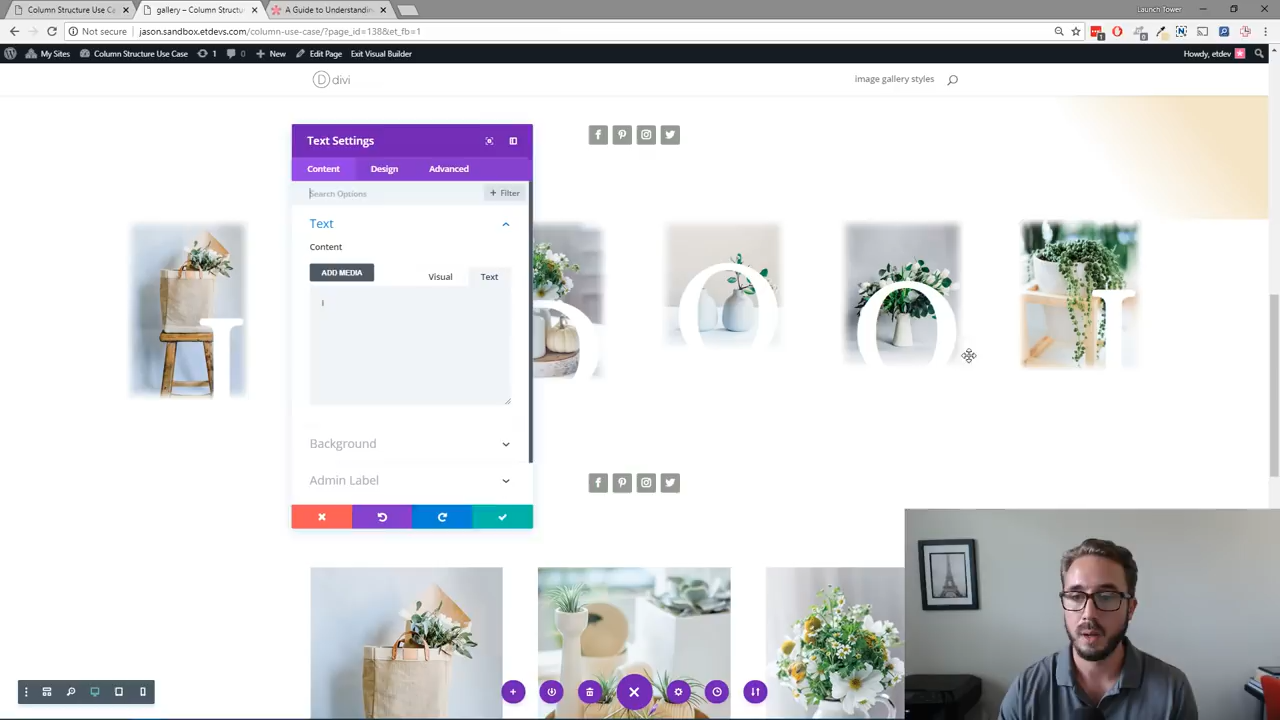 Column Structure Use Ca
gallery – Column Structu
A Guide to Understandin
Launch Tower
Not secure
jason.sandbox.etdevs.com/column-use-case/?page_id=138&et_fb=1
My Sites
Column Structure Use Case
1
0
New
Edit Page
Exit Visual Builder
Howdy, etdev
D divi
image gallery styles
Text Settings
Content
Design
Advanced
Search Options
+ Filter
Text
Content
ADD MEDIA
Visual
Text
Background
Admin Label
O
O